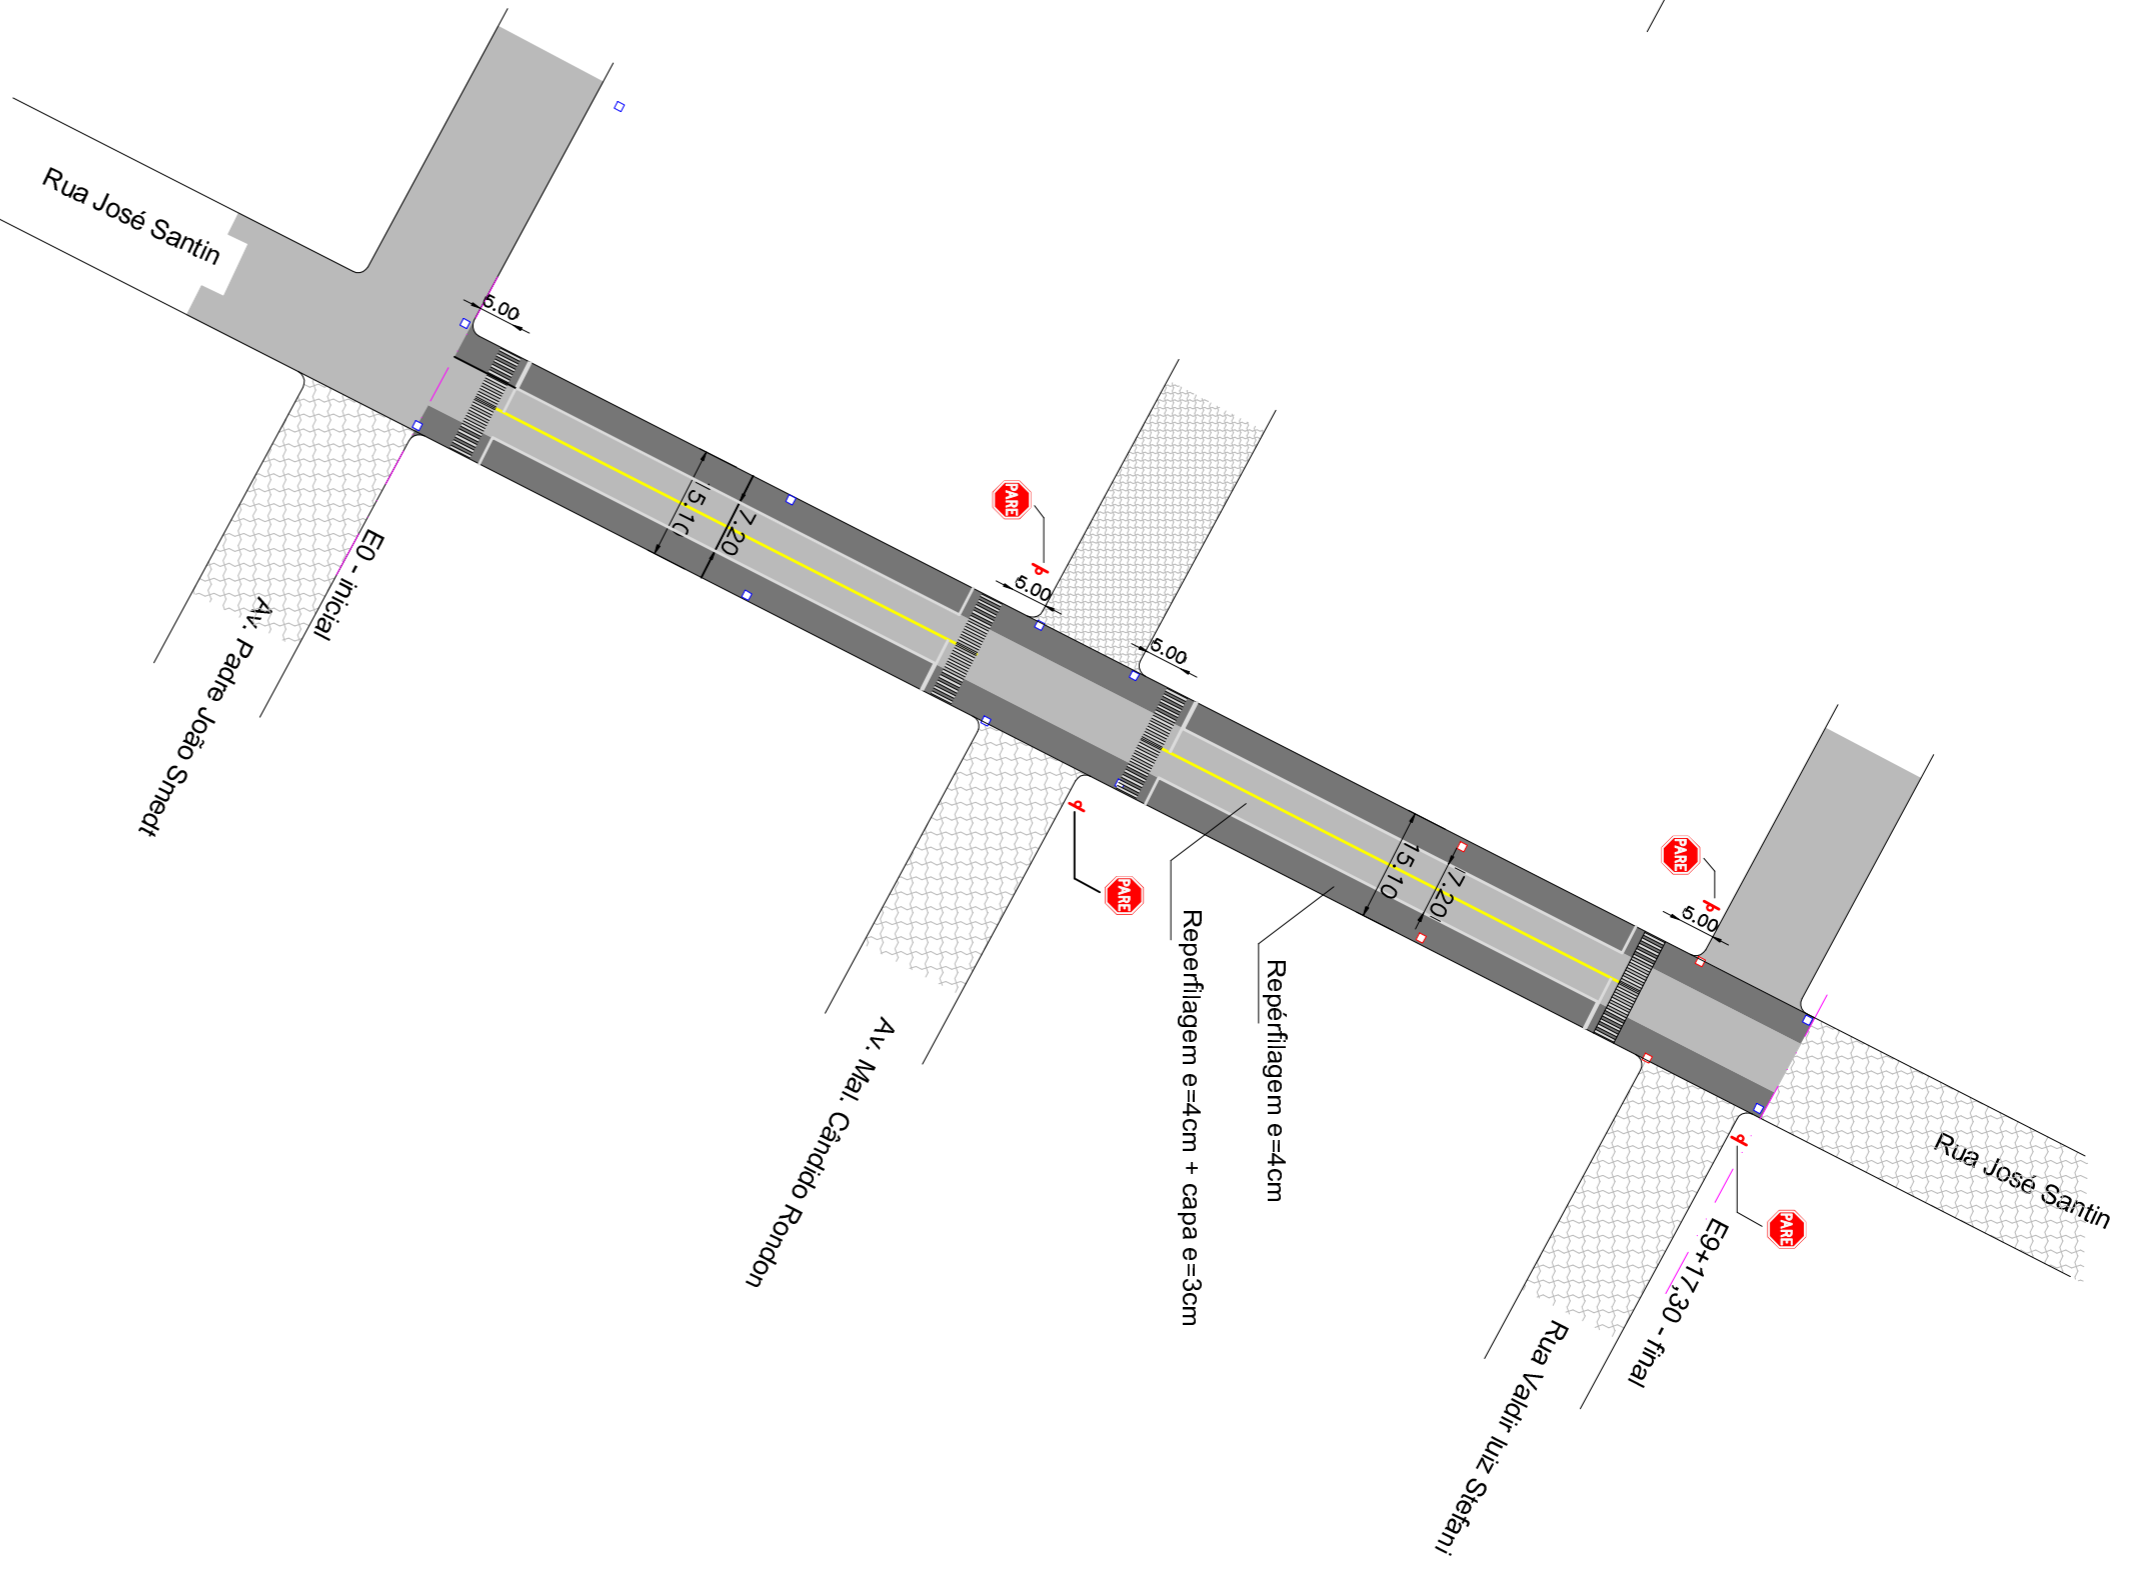 Rua José Santin
5.00
E0 - inicial
Av. Padre João Smedt
15.10
7.20
PARE
5.00
5.00
PARE
Av. Mal. Cândido Rondon
Reperfilagem e=4cm + capa e=3cm
Repérfilagem e=4cm
15.10
7.20
PARE
5.00
Rua José Santin
PARE
E9+17,30 - final
Rua Valdir luiz Stefani